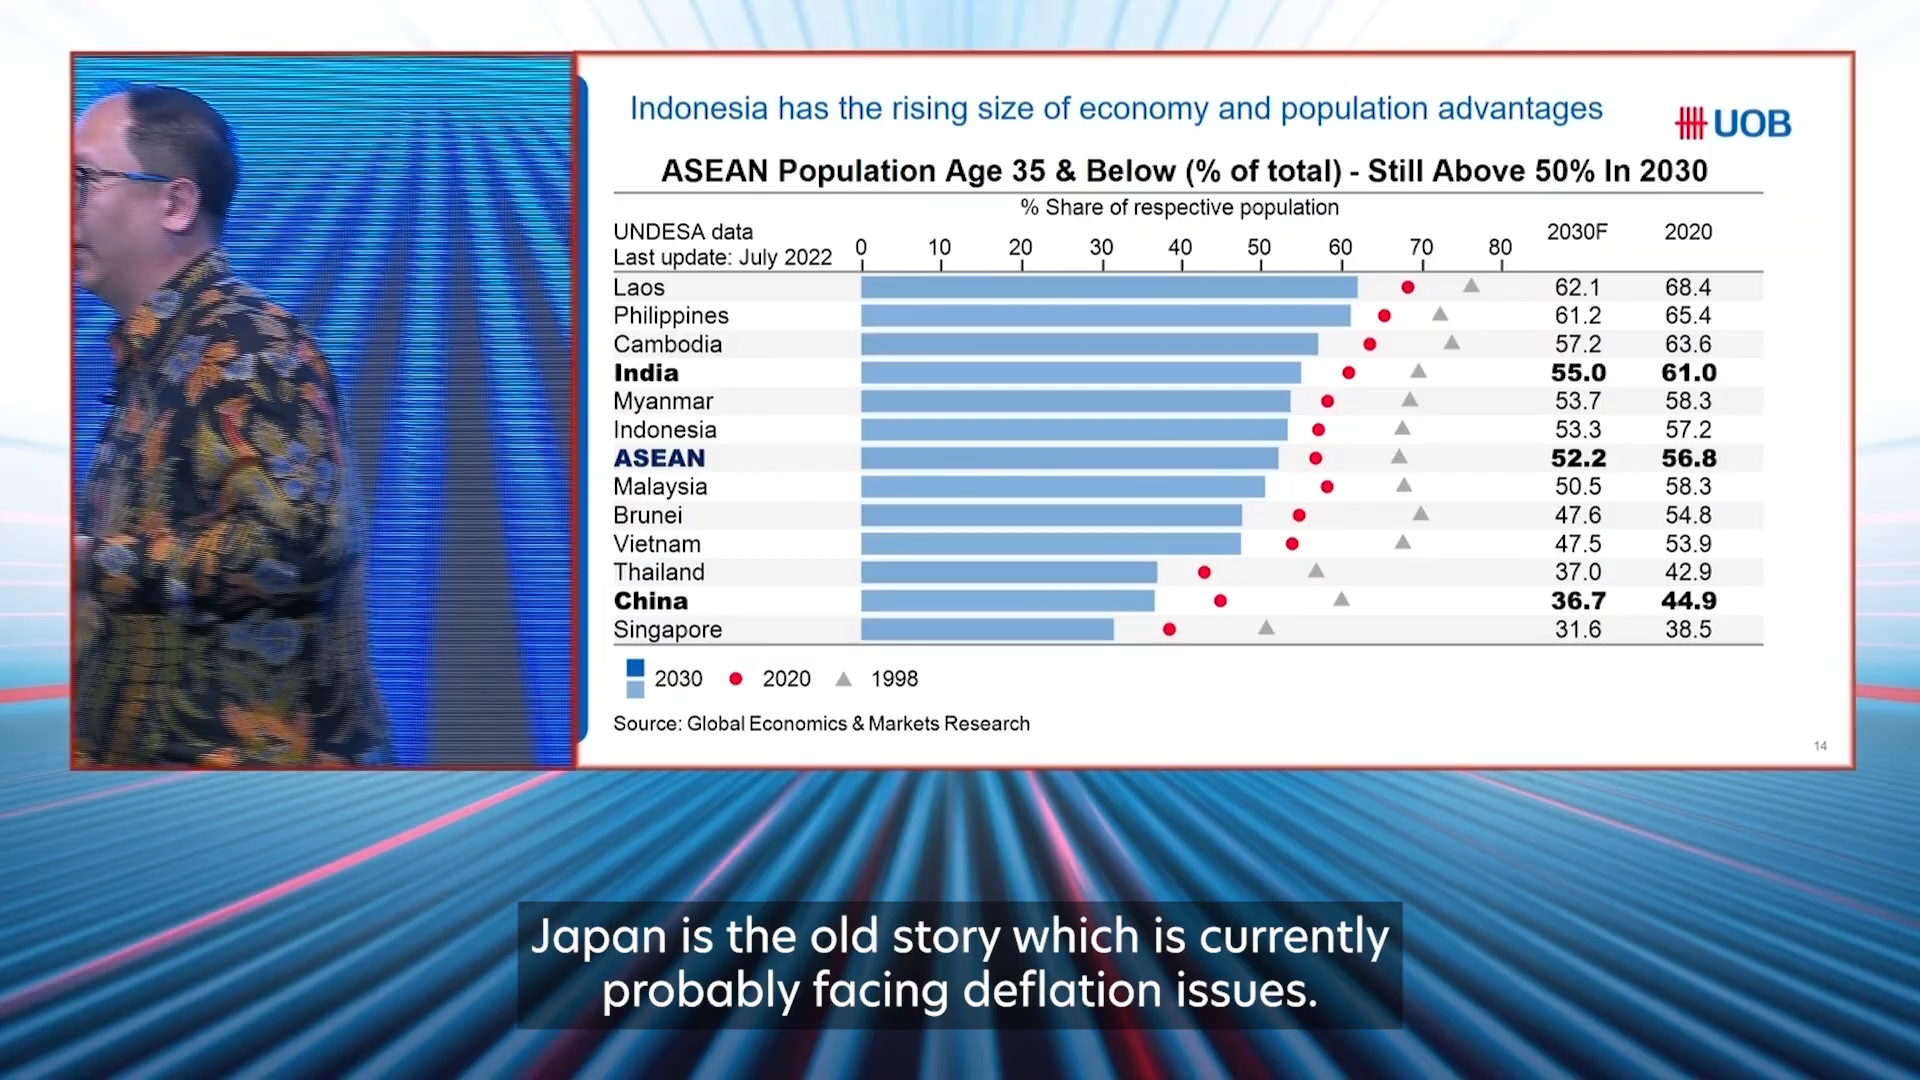 Indonesia has the rising size of economy and population advantages
UOB
ASEAN Population Age 35 & Below (% of total) - Still Above 50% In 2030
% Share of respective population
UNDESA data
Last update: July 2022
0 10 20 30 40 50 60 70 80 2030F 2020
Laos 62.1 68.4
Philippines 61.2 65.4
Cambodia 57.2 63.6
India 55.0 61.0
Myanmar 53.7 58.3
Indonesia 53.3 57.2
ASEAN 52.2 56.8
Malaysia 50.5 58.3
Brunei 47.6 54.8
Vietnam 47.5 53.9
Thailand 37.0 42.9
China 36.7 44.9
Singapore 31.6 38.5
2030 2020 1998
Source: Global Economics & Markets Research
14
Japan is the old story which is currently
probably facing deflation issues.